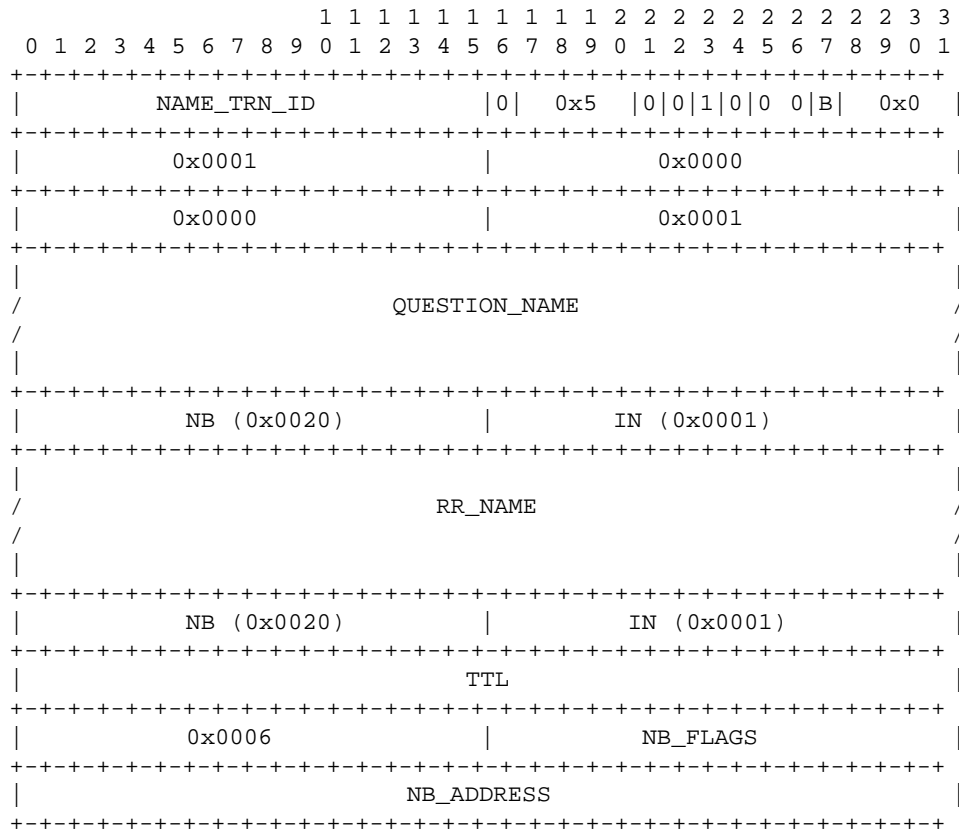 1 1 1 1 1 1 1 1 1 1 2 2 2 2 2 2 2 2 2 2 3 3
 0 1 2 3 4 5 6 7 8 9 0 1 2 3 4 5 6 7 8 9 0 1 2 3 4 5 6 7 8 9 0 1
+-+-+-+-+-+-+-+-+-+-+-+-+-+-+-+-+-+-+-+-+-+-+-+-+-+-+-+-+-+-+-+-+
|         NAME_TRN_ID           |0|  0x5  |0|0|1|0|0 0|B|  0x0  |
+-+-+-+-+-+-+-+-+-+-+-+-+-+-+-+-+-+-+-+-+-+-+-+-+-+-+-+-+-+-+-+-+
|          0x0001               |           0x0000              |
+-+-+-+-+-+-+-+-+-+-+-+-+-+-+-+-+-+-+-+-+-+-+-+-+-+-+-+-+-+-+-+-+
|          0x0000               |           0x0001              |
+-+-+-+-+-+-+-+-+-+-+-+-+-+-+-+-+-+-+-+-+-+-+-+-+-+-+-+-+-+-+-+-+
|                                                               |
/                         QUESTION_NAME                         /
/                                                               /
|                                                               |
+-+-+-+-+-+-+-+-+-+-+-+-+-+-+-+-+-+-+-+-+-+-+-+-+-+-+-+-+-+-+-+-+
|           NB (0x0020)         |        IN (0x0001)            |
+-+-+-+-+-+-+-+-+-+-+-+-+-+-+-+-+-+-+-+-+-+-+-+-+-+-+-+-+-+-+-+-+
|                                                               |
/                            RR_NAME                            /
/                                                               /
|                                                               |
+-+-+-+-+-+-+-+-+-+-+-+-+-+-+-+-+-+-+-+-+-+-+-+-+-+-+-+-+-+-+-+-+
|           NB (0x0020)         |         IN (0x0001)           |
+-+-+-+-+-+-+-+-+-+-+-+-+-+-+-+-+-+-+-+-+-+-+-+-+-+-+-+-+-+-+-+-+
|                              TTL                              |
+-+-+-+-+-+-+-+-+-+-+-+-+-+-+-+-+-+-+-+-+-+-+-+-+-+-+-+-+-+-+-+-+
|           0x0006              |          NB_FLAGS             |
+-+-+-+-+-+-+-+-+-+-+-+-+-+-+-+-+-+-+-+-+-+-+-+-+-+-+-+-+-+-+-+-+
|                          NB_ADDRESS                           |
+-+-+-+-+-+-+-+-+-+-+-+-+-+-+-+-+-+-+-+-+-+-+-+-+-+-+-+-+-+-+-+-+